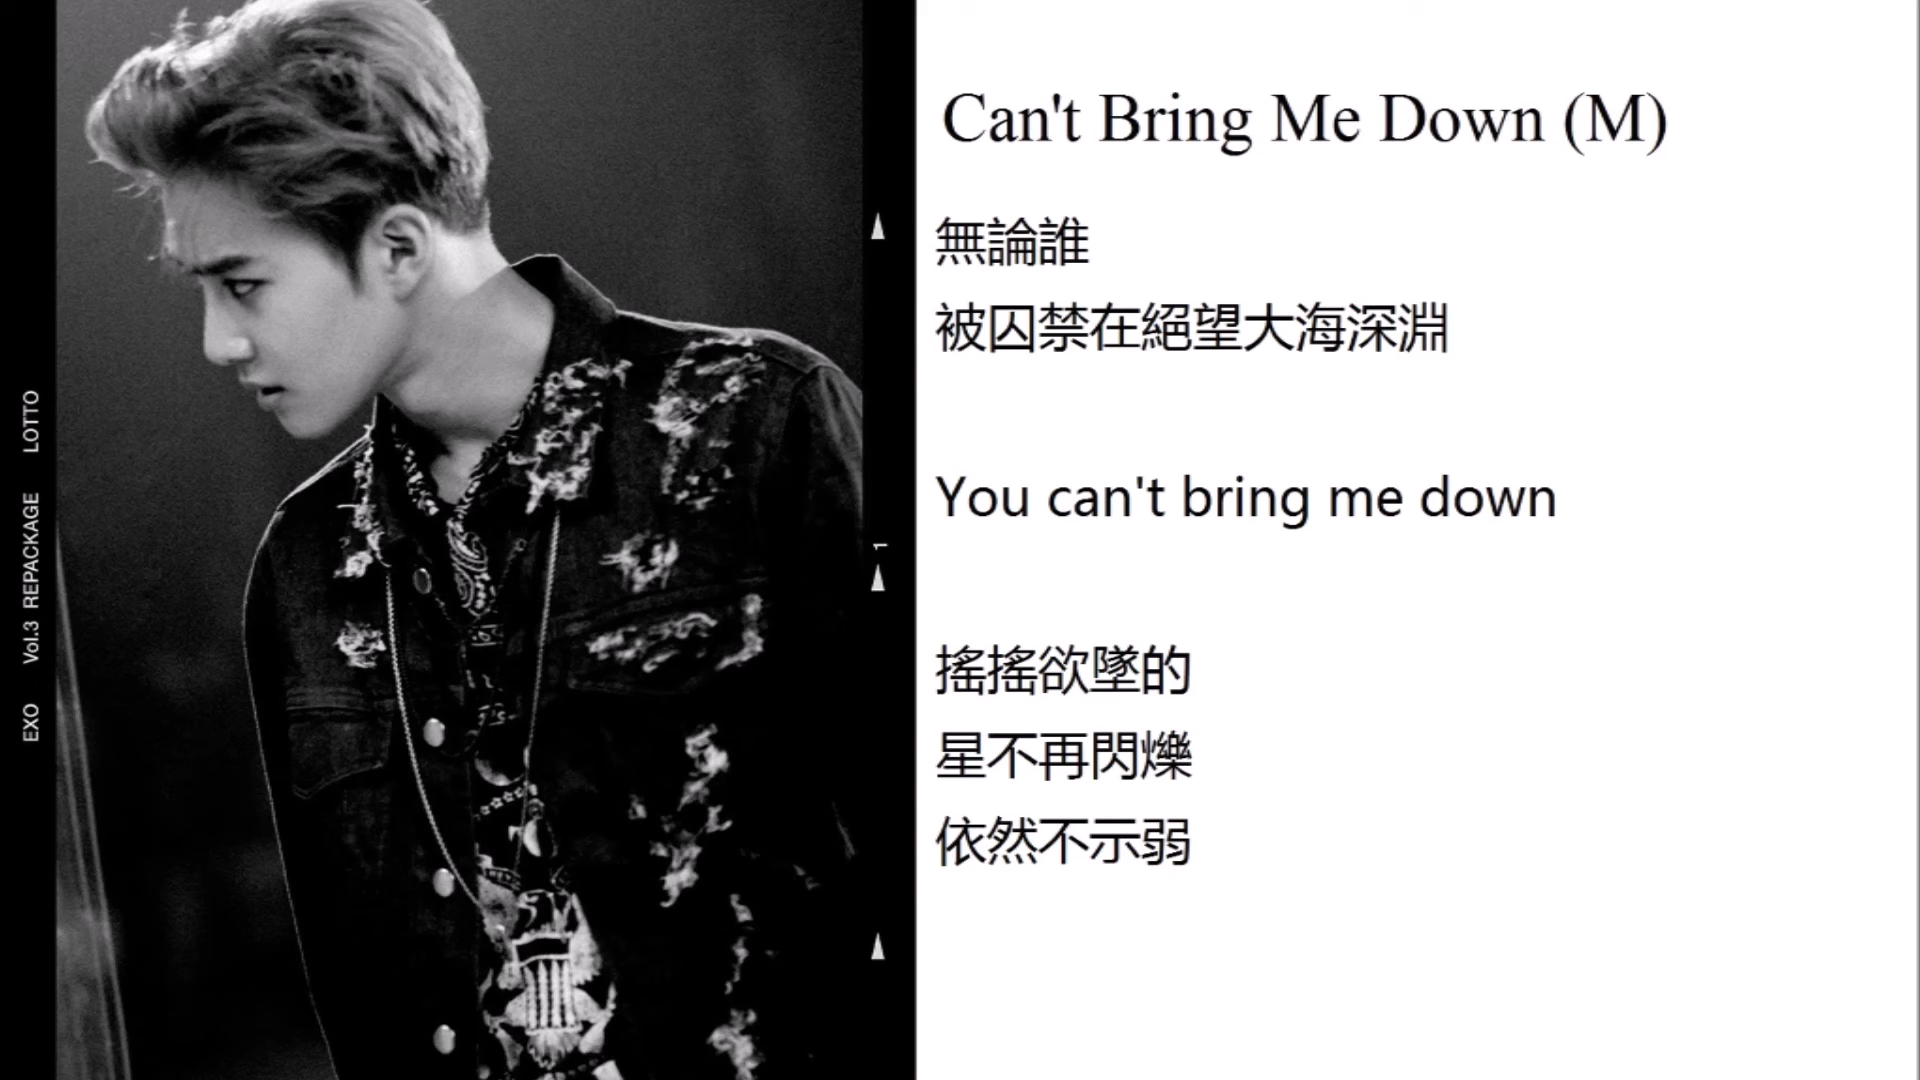 EXO Vol.3 REPACKAGE LOTTO
1
Can't Bring Me Down (M)
無論誰
被囚禁在絕望大海深淵
You can't bring me down
搖搖欲墜的
星不再閃爍
依然不示弱